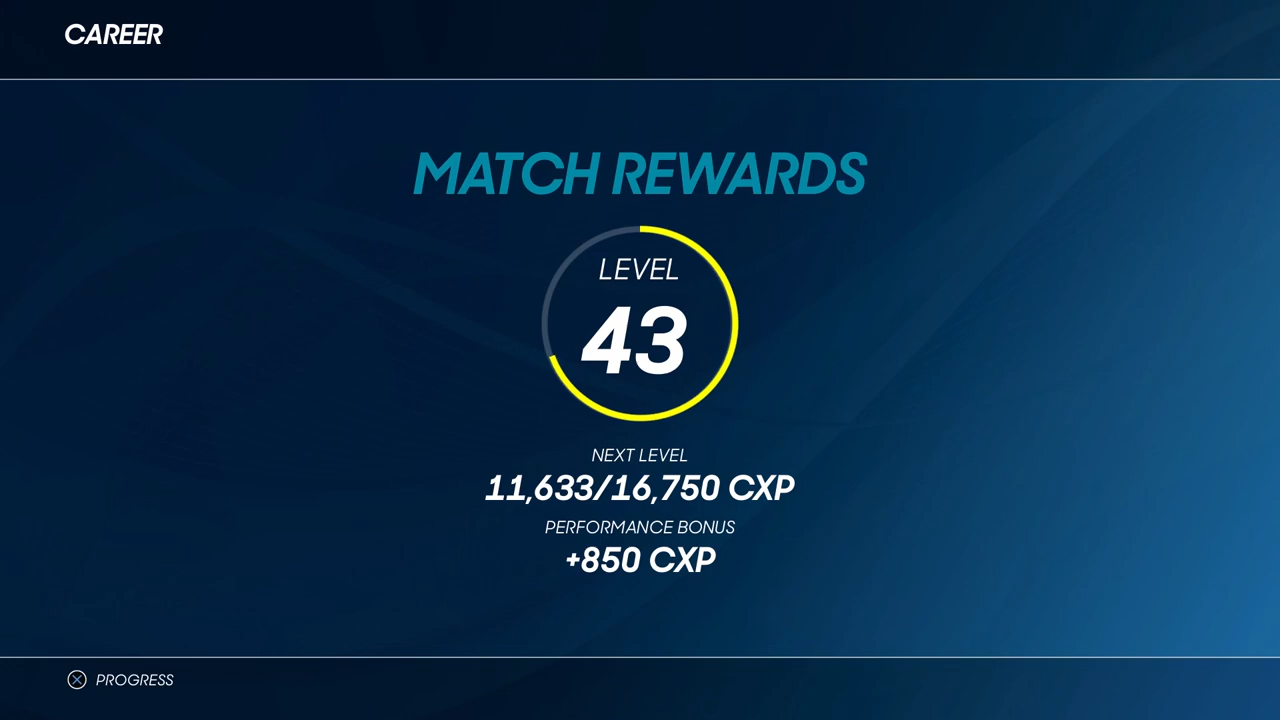 CAREER
MATCH REWARDS
LEVEL
43
NEXT LEVEL
11,633/16,750 CXP
PERFORMANCE BONUS
+850 CXP
PROGRESS